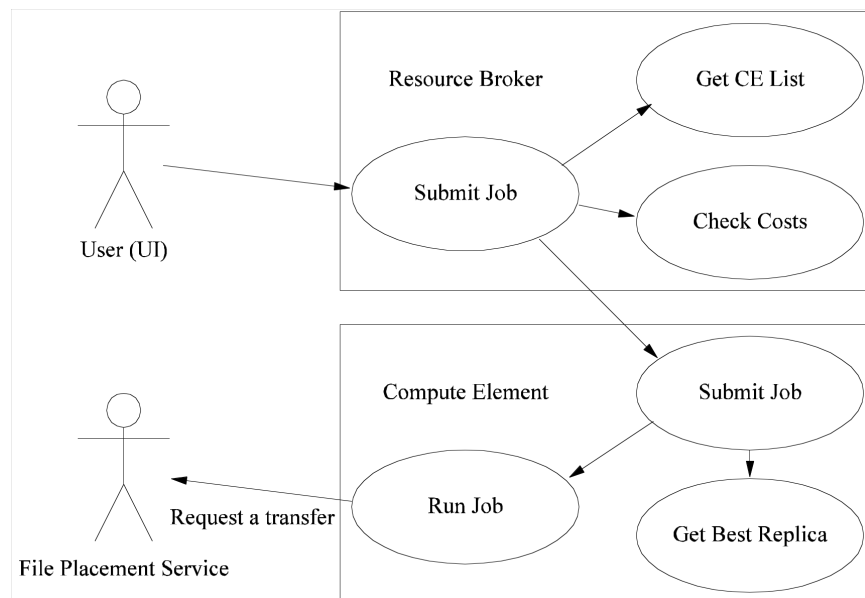 Resource Broker
Get CE List
Submit Job
Check Costs
User (UI)
Compute Element
Submit Job
Request a transfer
Run Job
Get Best Replica
File Placement Service